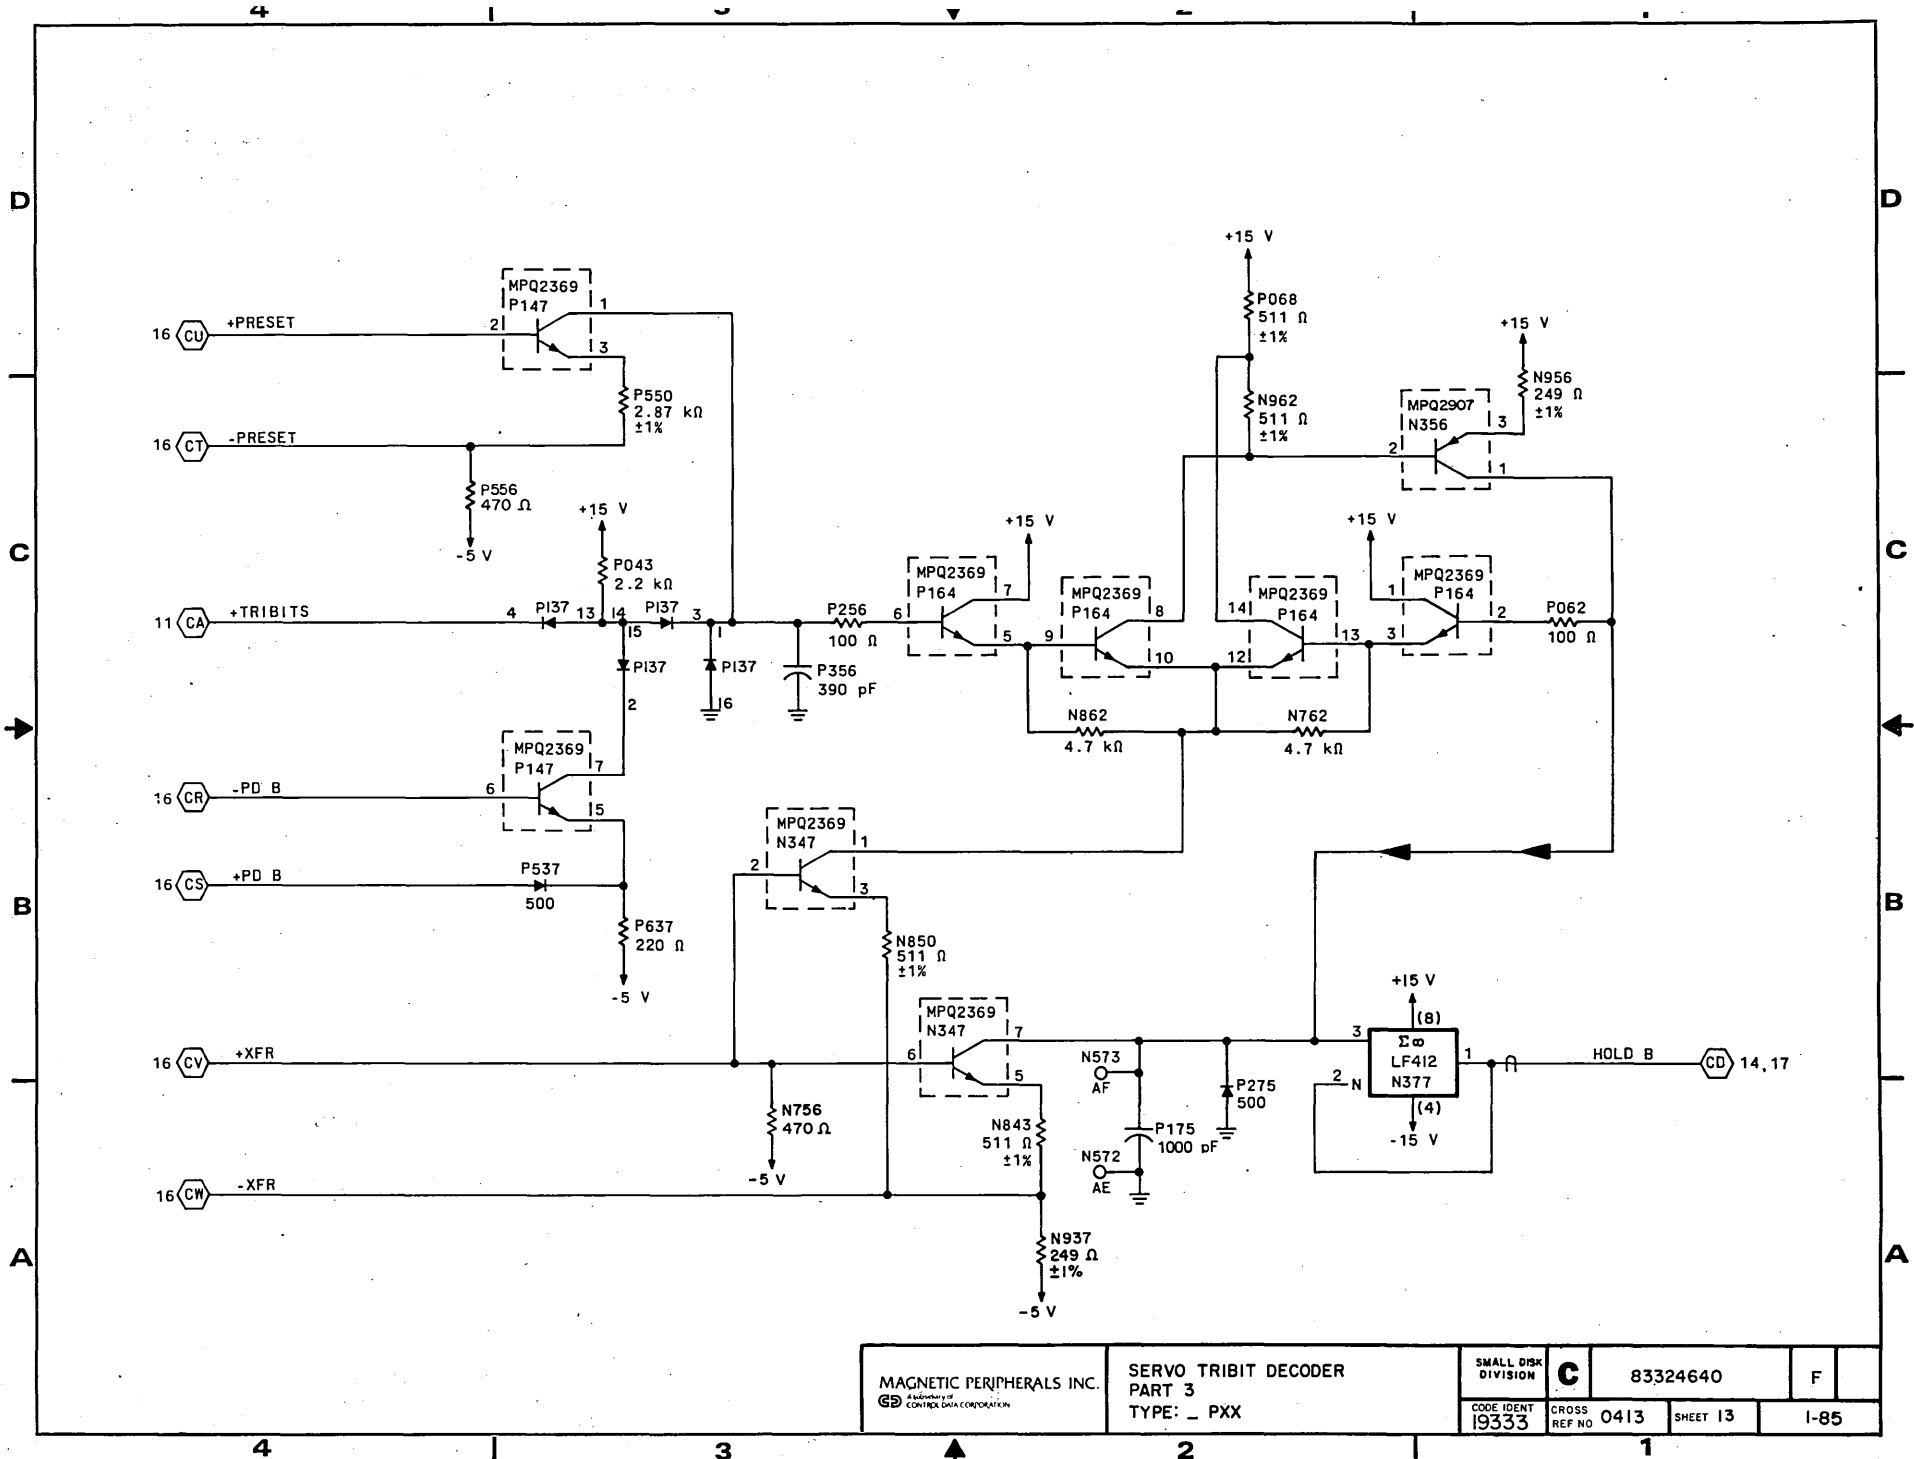 4
D
D
+15 V
MPQ2369
P147
1
2
3
16 CU +PRESET
P068
511 Ω
±1%
+15 V
N956
249 Ω
±1%
P550
2.87 kΩ
±1%
N962
511 Ω
±1%
MPQ2907
N356
3
2
1
16 CT -PRESET
P556
470 Ω
-5 V
+15 V
P043
2.2 kΩ
+15 V
+15 V
C
C
MPQ2369
P164
7
6
5
MPQ2369
P164
8
9
10
MPQ2369
P164
14
13
12
MPQ2369
P164
1
2
3
11 CA +TRIBITS
4 P137 13 14 P137 3
15
1
P256
100 Ω
P062
100 Ω
P137
2
P137
16
P356
390 pF
N862
4.7 kΩ
N762
4.7 kΩ
MPQ2369
P147
7
6
5
16 CR -PD B
MPQ2369
N347
1
2
3
16 CS +PD B
P537
500
B
B
P637
220 Ω
-5 V
N850
511 Ω
±1%
MPQ2369
N347
7
6
5
+15 V
(8)
3
Σ∞
LF412
N377
1
2 N
(4)
-15 V
16 CV +XFR
HOLD B
CD 14,17
N573
AF
P275
500
N756
470 Ω
-5 V
N843
511 Ω
±1%
P175
1000 pF
N572
AE
16 CW -XFR
N937
249 Ω
±1%
-5 V
A
A
MAGNETIC PERIPHERALS INC.
A subsidiary of
CONTROL DATA CORPORATION
SERVO TRIBIT DECODER
PART 3
TYPE: _ PXX
SMALL DISK
DIVISION
C
83324640
F
CODE IDENT
19333
CROSS
REF NO 0413
SHEET 13
1-85
4
3
2
1